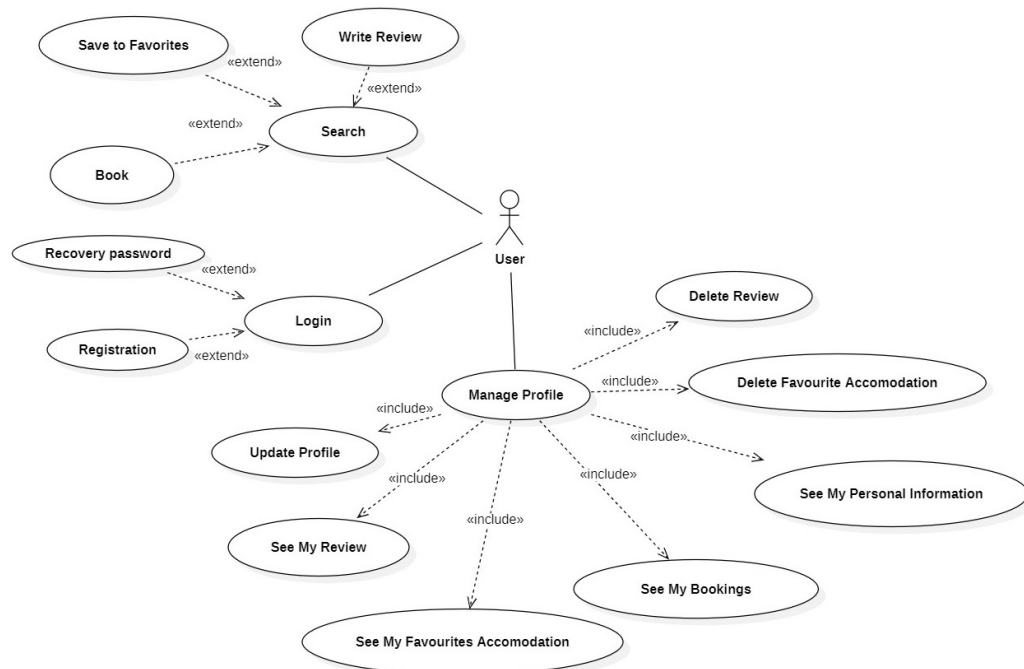 Save to Favorites
Write Review
«extend»
«extend»
Search
«extend»
Book
Recovery password
«extend»
User
Login
Registration
«extend»
Delete Review
«include»
Delete Favourite Accomodation
«include»
Manage Profile
«include»
«include»
Update Profile
«include»
«include»
See My Personal Information
«include»
See My Review
See My Bookings
See My Favourites Accomodation